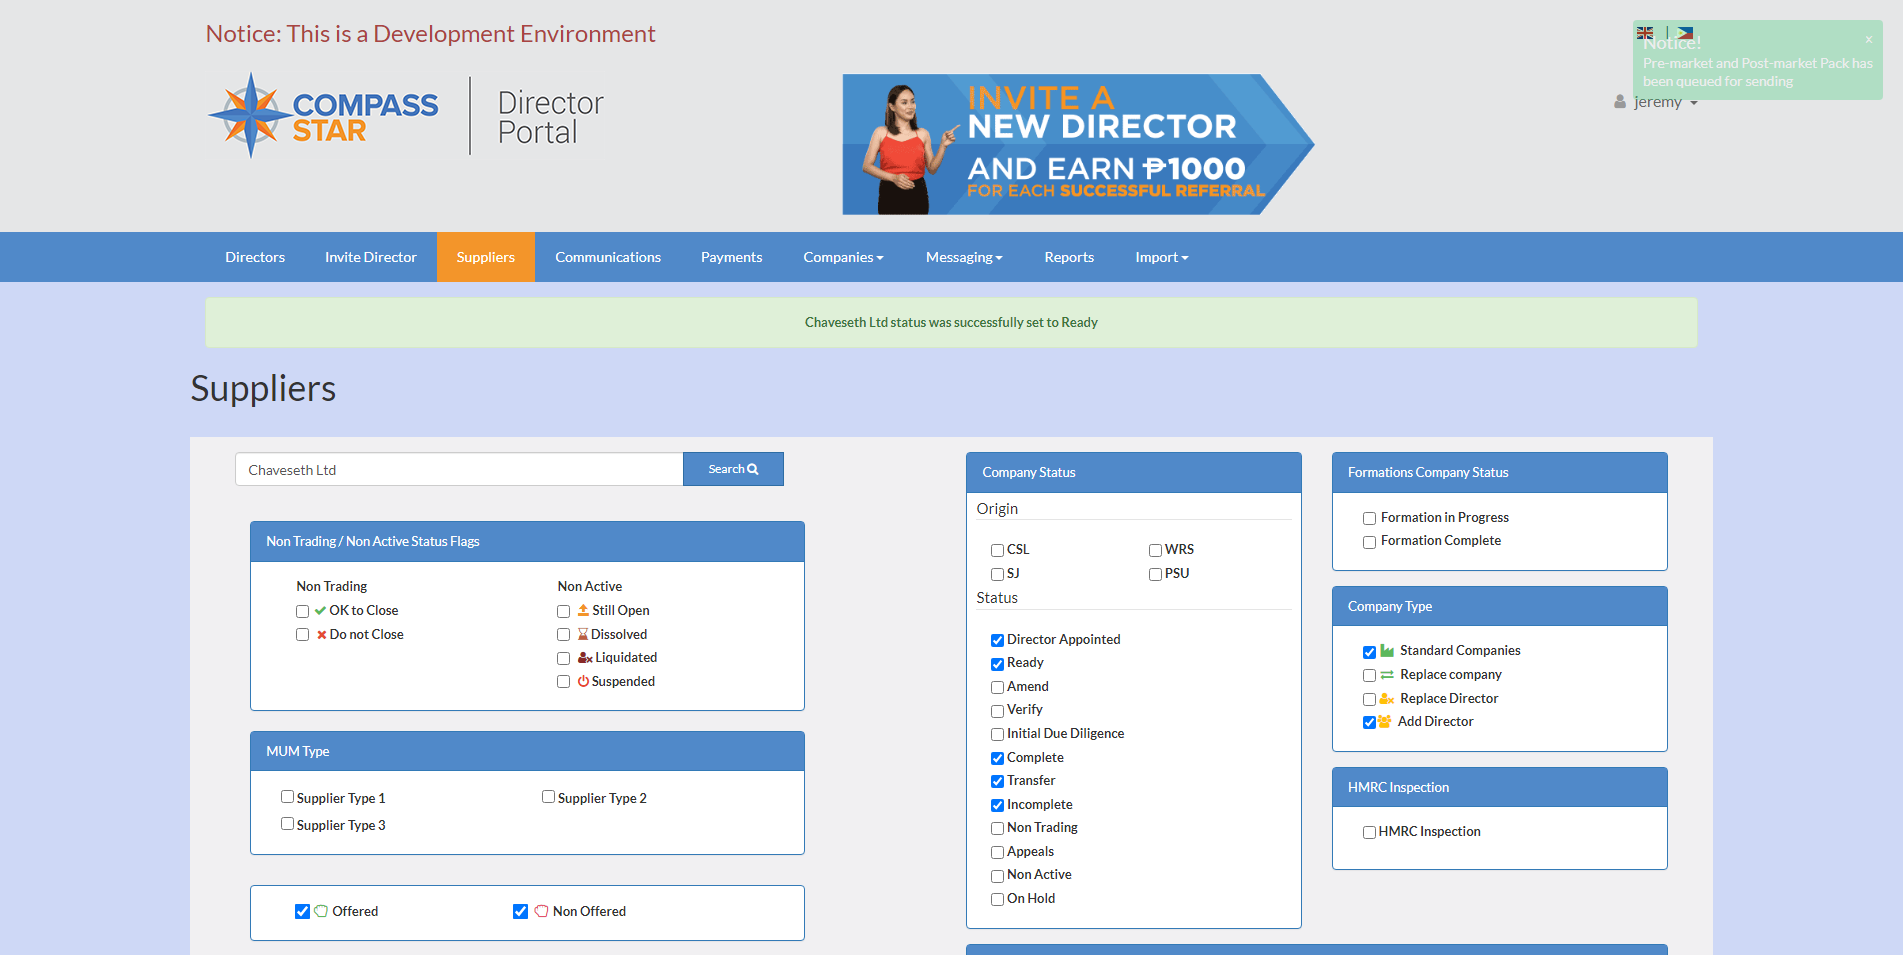 Notice: This is a Development Environment
Notice!
x
Pre-market and Post-market Pack has
been queued for sending
COMPASS
STAR
Director
Portal
INVITE A
NEW DIRECTOR
AND EARN ₱1000
FOR EACH SUCCESSFUL REFERRAL
jeremy
Directors
Invite Director
Suppliers
Communications
Payments
Companies
Messaging
Reports
Import
Chaveseth Ltd status was successfully set to Ready
Suppliers
Chaveseth Ltd
Search
Non Trading / Non Active Status Flags
Non Trading
OK to Close
Do not Close
Non Active
Still Open
Dissolved
Liquidated
Suspended
MUM Type
Supplier Type 1
Supplier Type 2
Supplier Type 3
Offered
Non Offered
Company Status
Origin
CSL
WRS
SJ
PSU
Status
Director Appointed
Ready
Amend
Verify
Initial Due Diligence
Complete
Transfer
Incomplete
Non Trading
Appeals
Non Active
On Hold
Formations Company Status
Formation in Progress
Formation Complete
Company Type
Standard Companies
Replace company
Replace Director
Add Director
HMRC Inspection
HMRC Inspection